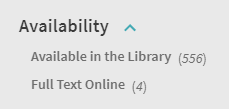 Availability
Available in the Library (556)
Full Text Online (4)